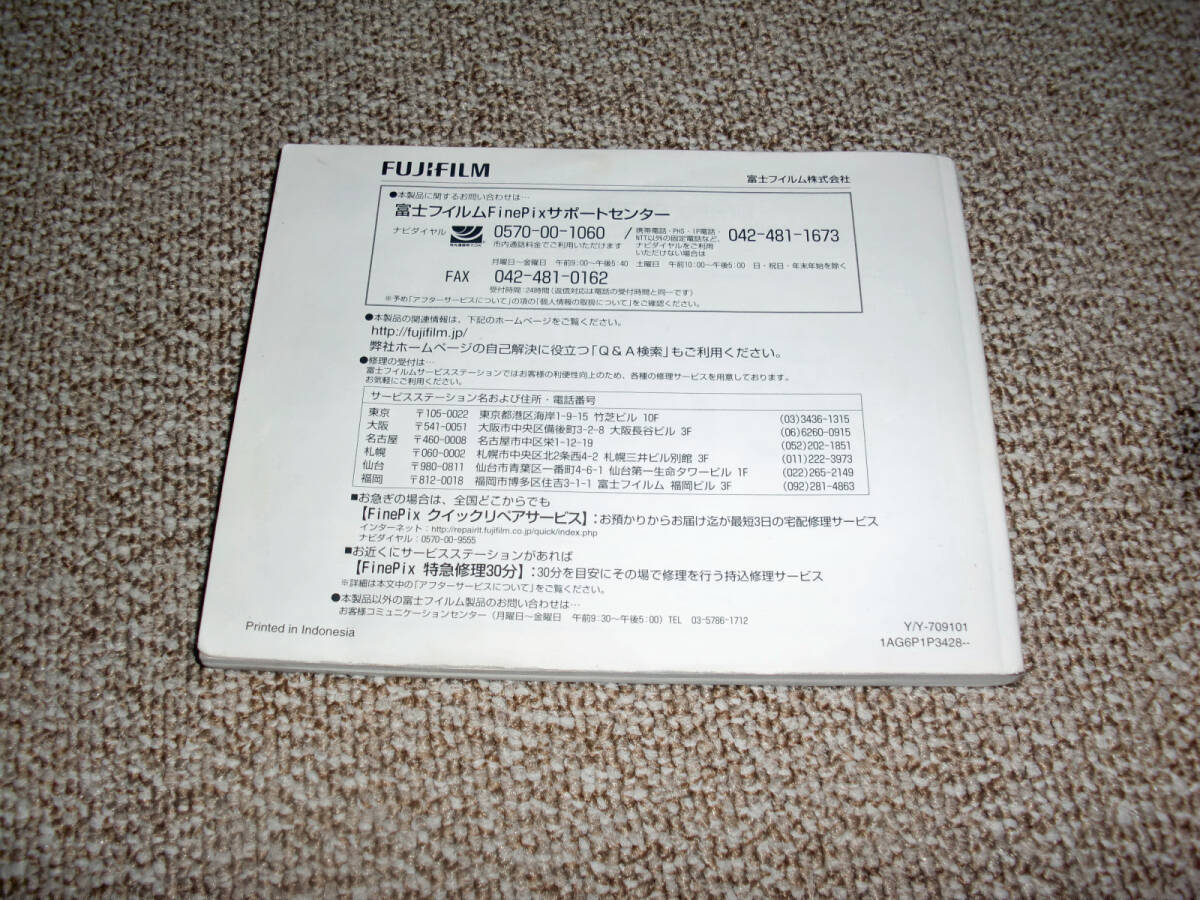 FUJIFILM
富士フイルム株式会社
●本製品に関するお問い合わせは…
富士フイルムFinePixサポートセンター
ナビダイヤル 0570-00-1060 / 携帯電話・PHS・IP電話・NTT以外の固定電話など、ナビダイヤルをご利用いただけない場合は 042-481-1673
市内通話料金でご利用いただけます
月曜日～金曜日 午前9:00～午後5:40 土曜日 午前10:00～午後5:00 日・祝日・年末年始を除く
FAX 042-481-0162
受付時間:24時間(返信対応は電話の受付時間と同一です)
※予め「アフターサービスについて」の項の「個人情報の取扱について」をご確認ください。
●本製品の関連情報は、下記のホームページをご覧ください。
http://fujifilm.jp/
弊社ホームページの自己解決に役立つ「Q&A検索」もご利用ください。
●修理の受付は…
富士フイルムサービスステーションではお客様の利便性向上のため、各種の修理サービスを用意しております。
お気軽にご利用ください。
サービスステーション名および住所・電話番号
東京 〒105-0022 東京都港区海岸1-9-15 竹芝ビル 10F (03)3436-1315
大阪 〒541-0051 大阪市中央区備後町3-2-8 大阪長谷ビル 3F (06)6260-0915
名古屋 〒460-0008 名古屋市中区栄1-12-19 (052)202-1851
札幌 〒060-0002 札幌市中央区北2条西4-2 札幌三井ビル別館 3F (011)222-3973
仙台 〒980-0811 仙台市青葉区一番町4-6-1 仙台第一生命タワービル 1F (022)265-2149
福岡 〒812-0018 福岡市博多区住吉3-1-1 富士フイルム 福岡ビル 3F (092)281-4863
■お急ぎの場合は、全国どこからでも
【FinePix クイックリペアサービス】:お預かりからお届け迄が最短3日の宅配修理サービス
インターネット:http://repairlt.fujifilm.co.jp/quick/index.php
ナビダイヤル:0570-00-9555
■お近くにサービスステーションがあれば
【FinePix 特急修理30分】:30分を目安にその場で修理を行う持込修理サービス
※詳細は本文中の「アフターサービスについて」をご覧ください。
●本製品以外の富士フイルム製品のお問い合わせは…
お客様コミュニケーションセンター(月曜日～金曜日 午前9:30～午後5:00) TEL 03-5786-1712
Printed in Indonesia
Y/Y-709101
1AG6P1P3428--